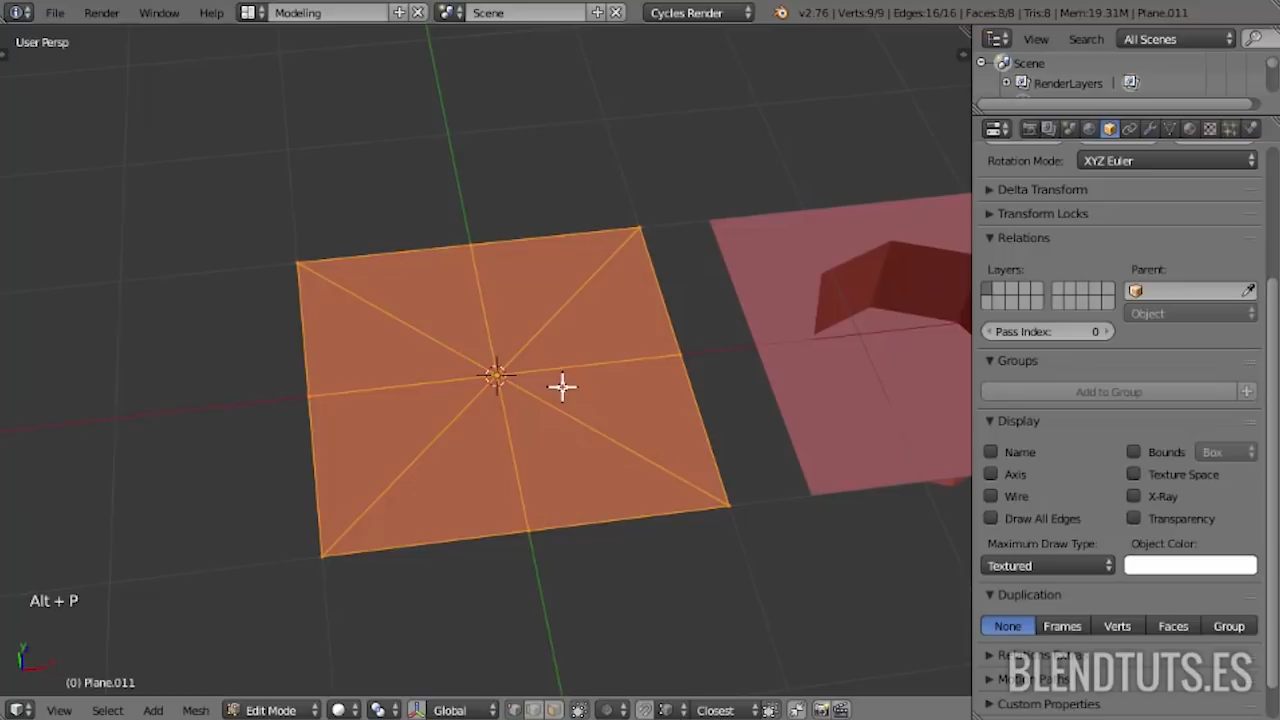 File Render Window Help Modeling Scene Cycles Render v2.76 | Verts:9/9 | Edges:16/16 | Faces:8/8 | Tris:8 | Mem:19.31M | Plane.011
User Persp
View Search All Scenes
Scene
RenderLayers |
Rotation Mode: XYZ Euler
Delta Transform
Transform Locks
Relations
Layers: Parent:
Pass Index: 0 Object
Groups
Add to Group
Display
Name Bounds Box
Axis Texture Space
Wire X-Ray
Draw All Edges Transparency
Maximum Draw Type: Object Color:
Textured
Duplication
None Frames Verts Faces Group
Relations Extras
Motion Paths
Custom Properties
BLENDTUTS.ES
Alt + P
(0) Plane.011
View Select Add Mesh Edit Mode Global Closest